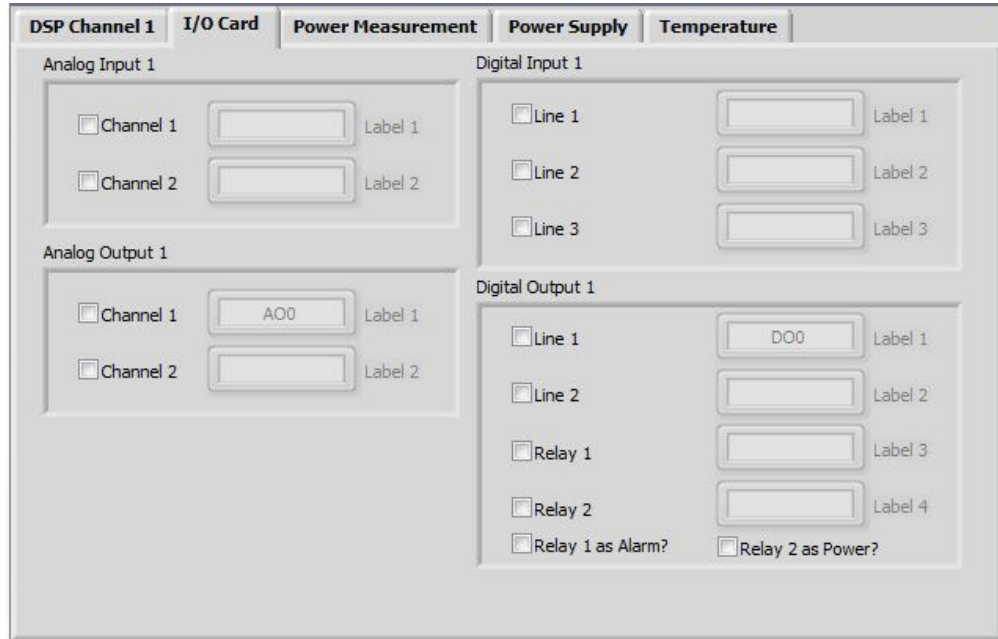 DSP Channel 1 I/O Card Power Measurement Power Supply Temperature
Analog Input 1
Channel 1 Label 1
Channel 2 Label 2
Analog Output 1
Channel 1 AO0 Label 1
Channel 2 Label 2
Digital Input 1
Line 1 Label 1
Line 2 Label 2
Line 3 Label 3
Digital Output 1
Line 1 DO0 Label 1
Line 2 Label 2
Relay 1 Label 3
Relay 2 Label 4
Relay 1 as Alarm? Relay 2 as Power?